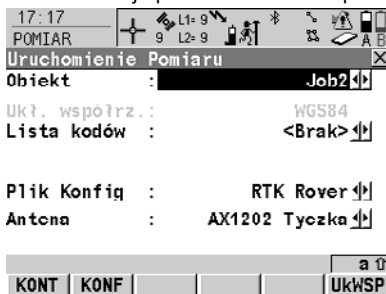 17:17
L1= 9
POMIAR
9 L2= 9
A B
Uruchomienie Pomiaru X
Obiekt : Job2
Ukł. współrz.: WGS84
Lista kodów : <Brak>
Plik Konfig : RTK Rover
Antena : AX1202 Tyczka
a
KONT KONF UkWSP